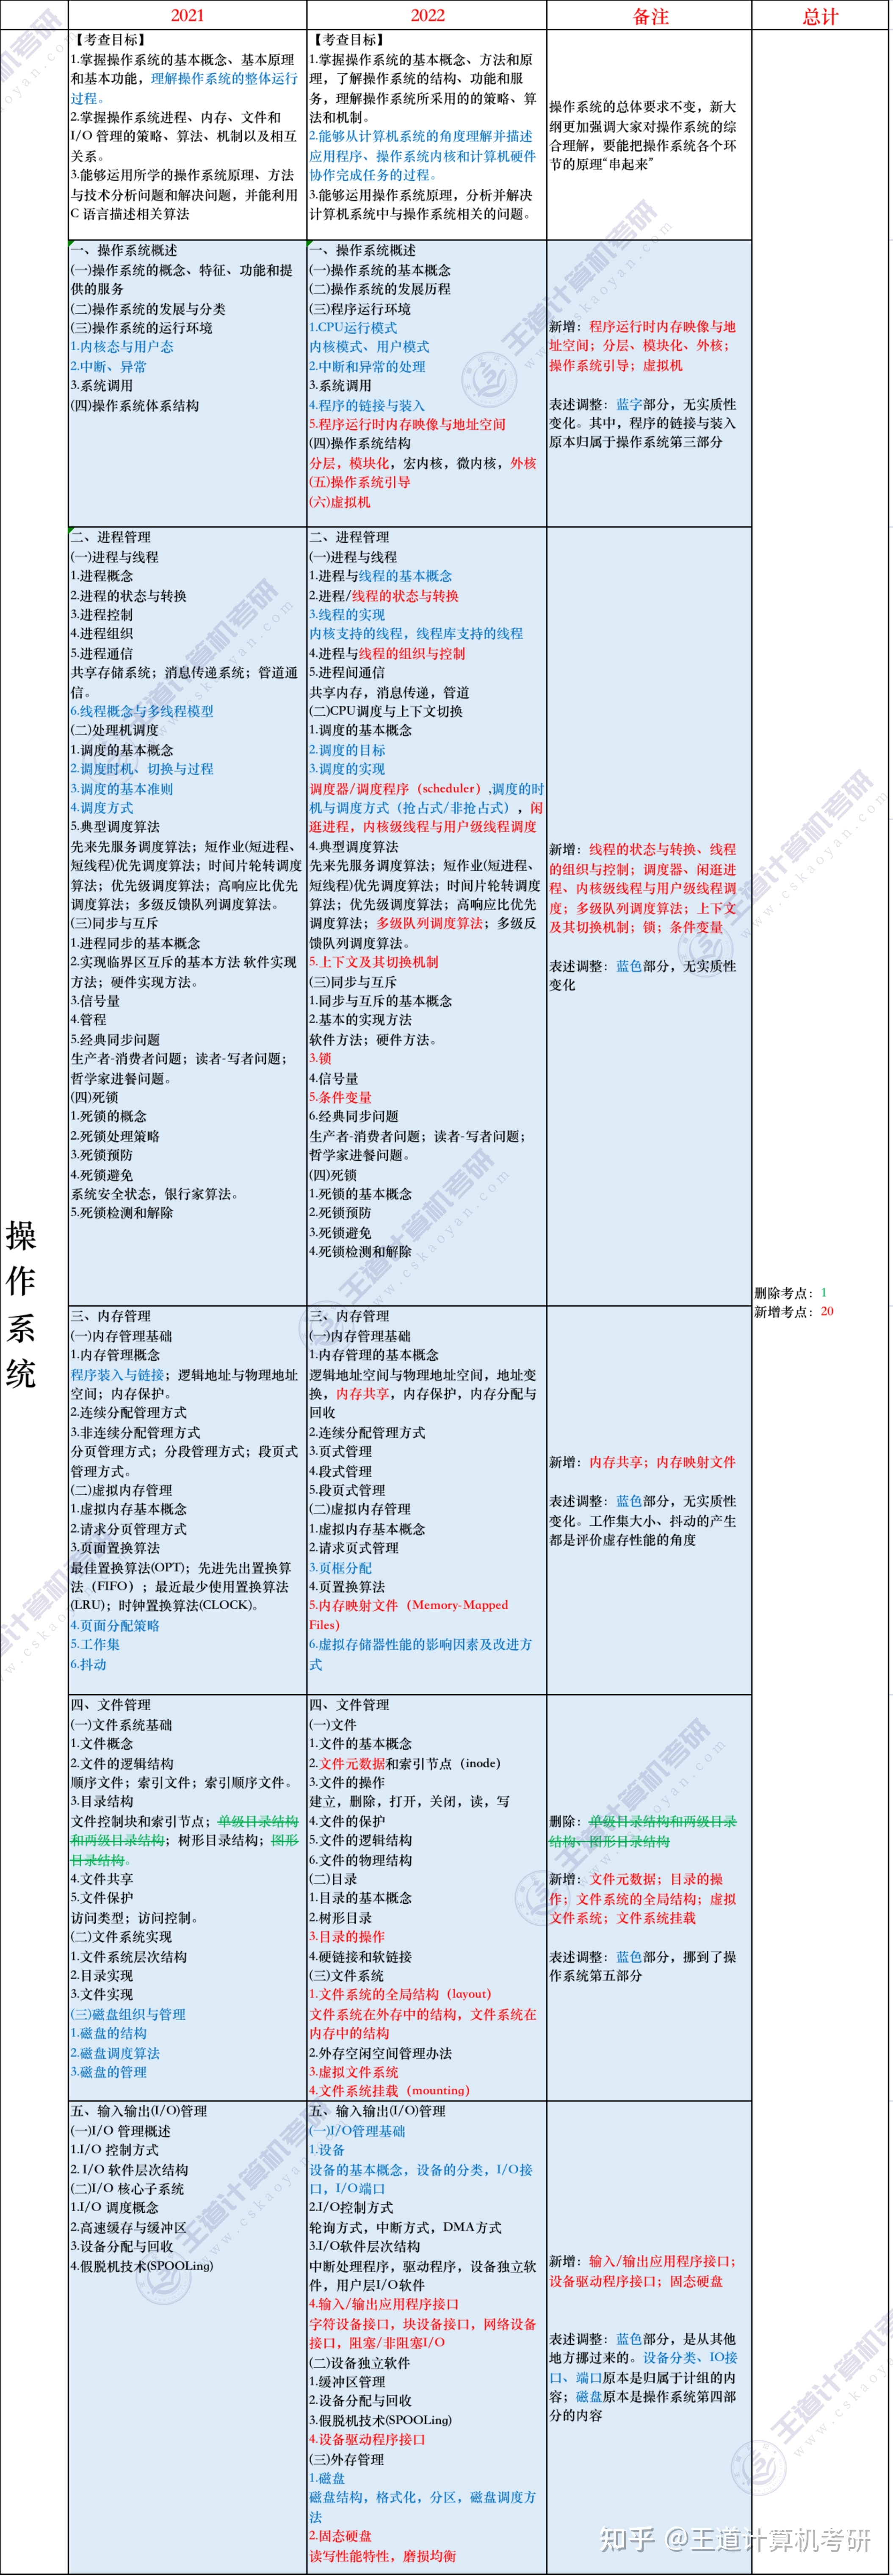 2021
2022
备注
总计
操
作
系
统
【考查目标】
1.掌握操作系统的基本概念、基本原理
和基本功能，理解操作系统的整体运行
过程。
2.掌握操作系统进程、内存、文件和
I/O 管理的策略、算法、机制以及相互
关系。
3.能够运用所学的操作系统原理、方法
与技术分析问题和解决问题，并能利用
C 语言描述相关算法
【考查目标】
1.掌握操作系统的基本概念、方法和原
理，了解操作系统的结构、功能和服
务，理解操作系统所采用的的策略、算
法和机制。
2.能够从计算机系统的角度理解并描述
应用程序、操作系统内核和计算机硬件
协作完成任务的过程。
3.能够运用操作系统原理，分析并解决
计算机系统中与操作系统相关的问题。
操作系统的总体要求不变，新大
纲更加强调大家对操作系统的综
合理解，要能把操作系统各个环
节的原理“串起来”
一、操作系统概述
(一)操作系统的概念、特征、功能和提
供的服务
(二)操作系统的发展与分类
(三)操作系统的运行环境
1.内核态与用户态
2.中断、异常
3.系统调用
(四)操作系统体系结构
一、操作系统概述
(一)操作系统的基本概念
(二)操作系统的发展历程
(三)程序运行环境
1.CPU运行模式
内核模式、用户模式
2.中断和异常的处理
3.系统调用
4.程序的链接与装入
5.程序运行时内存映像与地址空间
(四)操作系统结构
分层，模块化，宏内核，微内核，外核
(五)操作系统引导
(六)虚拟机
新增：程序运行时内存映像与地
址空间；分层、模块化、外核；
操作系统引导；虚拟机
表述调整：蓝字部分，无实质性
变化。其中，程序的链接与装入
原本归属于操作系统第三部分
二、进程管理
(一)进程与线程
1.进程概念
2.进程的状态与转换
3.进程控制
4.进程组织
5.进程通信
共享存储系统；消息传递系统；管道通
信。
6.线程概念与多线程模型
(二)处理机调度
1.调度的基本概念
2.调度时机、切换与过程
3.调度的基本准则
4.调度方式
5.典型调度算法
先来先服务调度算法；短作业(短进程、
短线程)优先调度算法；时间片轮转调度
算法；优先级调度算法；高响应比优先
调度算法；多级反馈队列调度算法。
(三)同步与互斥
1.进程同步的基本概念
2.实现临界区互斥的基本方法 软件实现
方法；硬件实现方法。
3.信号量
4.管程
5.经典同步问题
生产者-消费者问题；读者-写者问题；
哲学家进餐问题。
(四)死锁
1.死锁的概念
2.死锁处理策略
3.死锁预防
4.死锁避免
系统安全状态，银行家算法。
5.死锁检测和解除
二、进程管理
(一)进程与线程
1.进程与线程的基本概念
2.进程/线程的状态与转换
3.线程的实现
内核支持的线程，线程库支持的线程
4.进程与线程的组织与控制
5.进程间通信
共享内存，消息传递，管道
(二)CPU调度与上下文切换
1.调度的基本概念
2.调度的目标
3.调度的实现
调度器/调度程序（scheduler）,调度的时
机与调度方式（抢占式/非抢占式），闲
逛进程，内核级线程与用户级线程调度
4.典型调度算法
先来先服务调度算法；短作业(短进程、
短线程)优先调度算法；时间片轮转调度
算法；优先级调度算法；高响应比优先
调度算法；多级队列调度算法；多级反
馈队列调度算法。
5.上下文及其切换机制
(三)同步与互斥
1.同步与互斥的基本概念
2.基本的实现方法
软件方法；硬件方法。
3.锁
4.信号量
5.条件变量
6.经典同步问题
生产者-消费者问题；读者-写者问题；
哲学家进餐问题。
(四)死锁
1.死锁的基本概念
2.死锁预防
3.死锁避免
4.死锁检测和解除
新增：线程的状态与转换、线程
的组织与控制；调度器、闲逛进
程、内核级线程与用户级线程调
度；多级队列调度算法；上下文
及其切换机制；锁；条件变量
表述调整：蓝色部分，无实质性
变化
删除考点：1
新增考点：20
三、内存管理
(一)内存管理基础
1.内存管理概念
程序装入与链接；逻辑地址与物理地址
空间；内存保护。
2.连续分配管理方式
3.非连续分配管理方式
分页管理方式；分段管理方式；段页式
管理方式。
(二)虚拟内存管理
1.虚拟内存基本概念
2.请求分页管理方式
3.页面置换算法
最佳置换算法(OPT)；先进先出置换算
法（FIFO）；最近最少使用置换算法
(LRU)；时钟置换算法(CLOCK)。
4.页面分配策略
5.工作集
6.抖动
三、内存管理
(一)内存管理基础
1.内存管理的基本概念
逻辑地址空间与物理地址空间，地址变
换，内存共享，内存保护，内存分配与
回收
2.连续分配管理方式
3.页式管理
4.段式管理
5.段页式管理
(二)虚拟内存管理
1.虚拟内存基本概念
2.请求页式管理
3.页框分配
4.页置换算法
5.内存映射文件（Memory-Mapped
Files）
6.虚拟存储器性能的影响因素及改进方
式
新增：内存共享；内存映射文件
表述调整：蓝色部分，无实质性
变化。工作集大小、抖动的产生
都是评价虚存性能的角度
四、文件管理
(一)文件系统基础
1.文件概念
2.文件的逻辑结构
顺序文件；索引文件；索引顺序文件。
3.目录结构
文件控制块和索引节点；单级目录结构
和两级目录结构；树形目录结构；图形
目录结构。
4.文件共享
5.文件保护
访问类型；访问控制。
(二)文件系统实现
1.文件系统层次结构
2.目录实现
3.文件实现
(三)磁盘组织与管理
1.磁盘的结构
2.磁盘调度算法
3.磁盘的管理
四、文件管理
(一)文件
1.文件的基本概念
2.文件元数据和索引节点（inode）
3.文件的操作
建立，删除，打开，关闭，读，写
4.文件的保护
5.文件的逻辑结构
6.文件的物理结构
(二)目录
1.目录的基本概念
2.树形目录
3.目录的操作
4.硬链接和软链接
(三)文件系统
1.文件系统的全局结构（layout）
文件系统在外存中的结构，文件系统在
内存中的结构
2.外存空闲空间管理办法
3.虚拟文件系统
4.文件系统挂载（mounting）
删除：单级目录结构和两级目录
结构、图形目录结构
新增：文件元数据；目录的操
作；文件系统的全局结构；虚拟
文件系统；文件系统挂载
表述调整：蓝色部分，挪到了操
作系统第五部分
五、输入输出(I/O)管理
(一)I/O 管理概述
1.I/O 控制方式
2. I/O 软件层次结构
(二)I/O 核心子系统
1.I/O 调度概念
2.高速缓存与缓冲区
3.设备分配与回收
4.假脱机技术(SPOOLing)
五、输入输出(I/O)管理
(一)I/O管理基础
1.设备
设备的基本概念，设备的分类，I/O接
口，I/O端口
2.I/O控制方式
轮询方式，中断方式，DMA方式
3.I/O软件层次结构
中断处理程序，驱动程序，设备独立软
件，用户层I/O软件
4.输入/输出应用程序接口
字符设备接口，块设备接口，网络设备
接口，阻塞/非阻塞I/O
(二)设备独立软件
1.缓冲区管理
2.设备分配与回收
3.假脱机技术(SPOOLing)
4.设备驱动程序接口
(三)外存管理
1.磁盘
磁盘结构，格式化，分区，磁盘调度方
法
2.固态硬盘
读写性能特性，磨损均衡
新增：输入/输出应用程序接口；
设备驱动程序接口；固态硬盘
表述调整：蓝色部分，是从其他
地方挪过来的。设备分类、IO接
口、端口原本是归属于计组的内
容；磁盘原本是操作系统第四部
分的内容
王道计算机考研
www.cskaoyan.com
知乎 @王道计算机考研